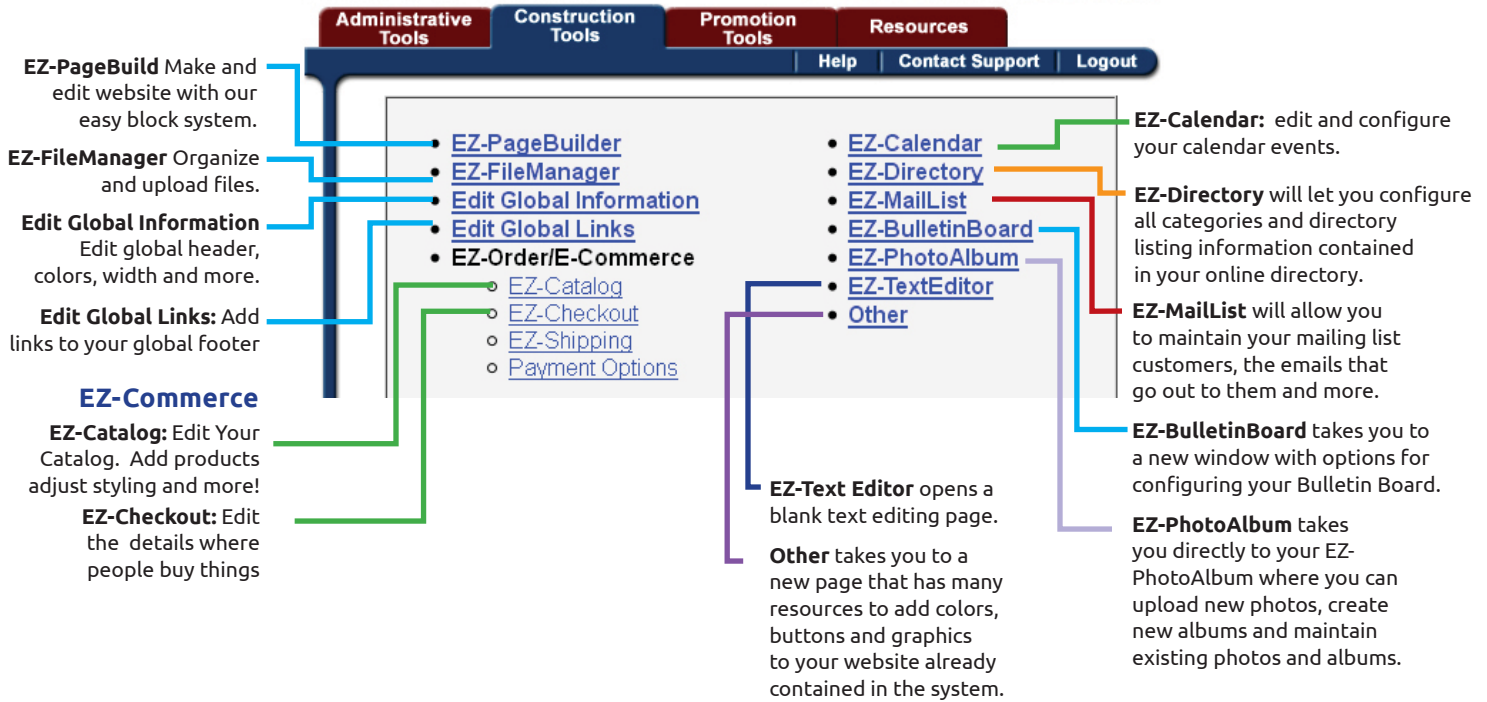 Administrative
Tools
Construction
Tools
Promotion
Tools
Resources
Help
Contact Support
Logout
EZ-PageBuild Make and
edit website with our
easy block system.
EZ-FileManager Organize
and upload files.
Edit Global Information
Edit global header,
colors, width and more.
Edit Global Links: Add
links to your global footer
EZ-Commerce
EZ-Catalog: Edit Your
Catalog. Add products
adjust styling and more!
EZ-Checkout: Edit
the details where
people buy things
EZ-PageBuilder
EZ-FileManager
Edit Global Information
Edit Global Links
EZ-Order/E-Commerce
EZ-Catalog
EZ-Checkout
EZ-Shipping
Payment Options
EZ-Calendar
EZ-Directory
EZ-MailList
EZ-BulletinBoard
EZ-PhotoAlbum
EZ-TextEditor
Other
EZ-Text Editor opens a
blank text editing page.
Other takes you to a
new page that has many
resources to add colors,
buttons and graphics
to your website already
contained in the system.
EZ-Calendar: edit and configure
your calendar events.
EZ-Directory will let you configure
all categories and directory
listing information contained
in your online directory.
EZ-MailList will allow you
to maintain your mailing list
customers, the emails that
go out to them and more.
EZ-BulletinBoard takes you to
a new window with options for
configuring your Bulletin Board.
EZ-PhotoAlbum takes
you directly to your EZ-
PhotoAlbum where you can
upload new photos, create
new albums and maintain
existing photos and albums.